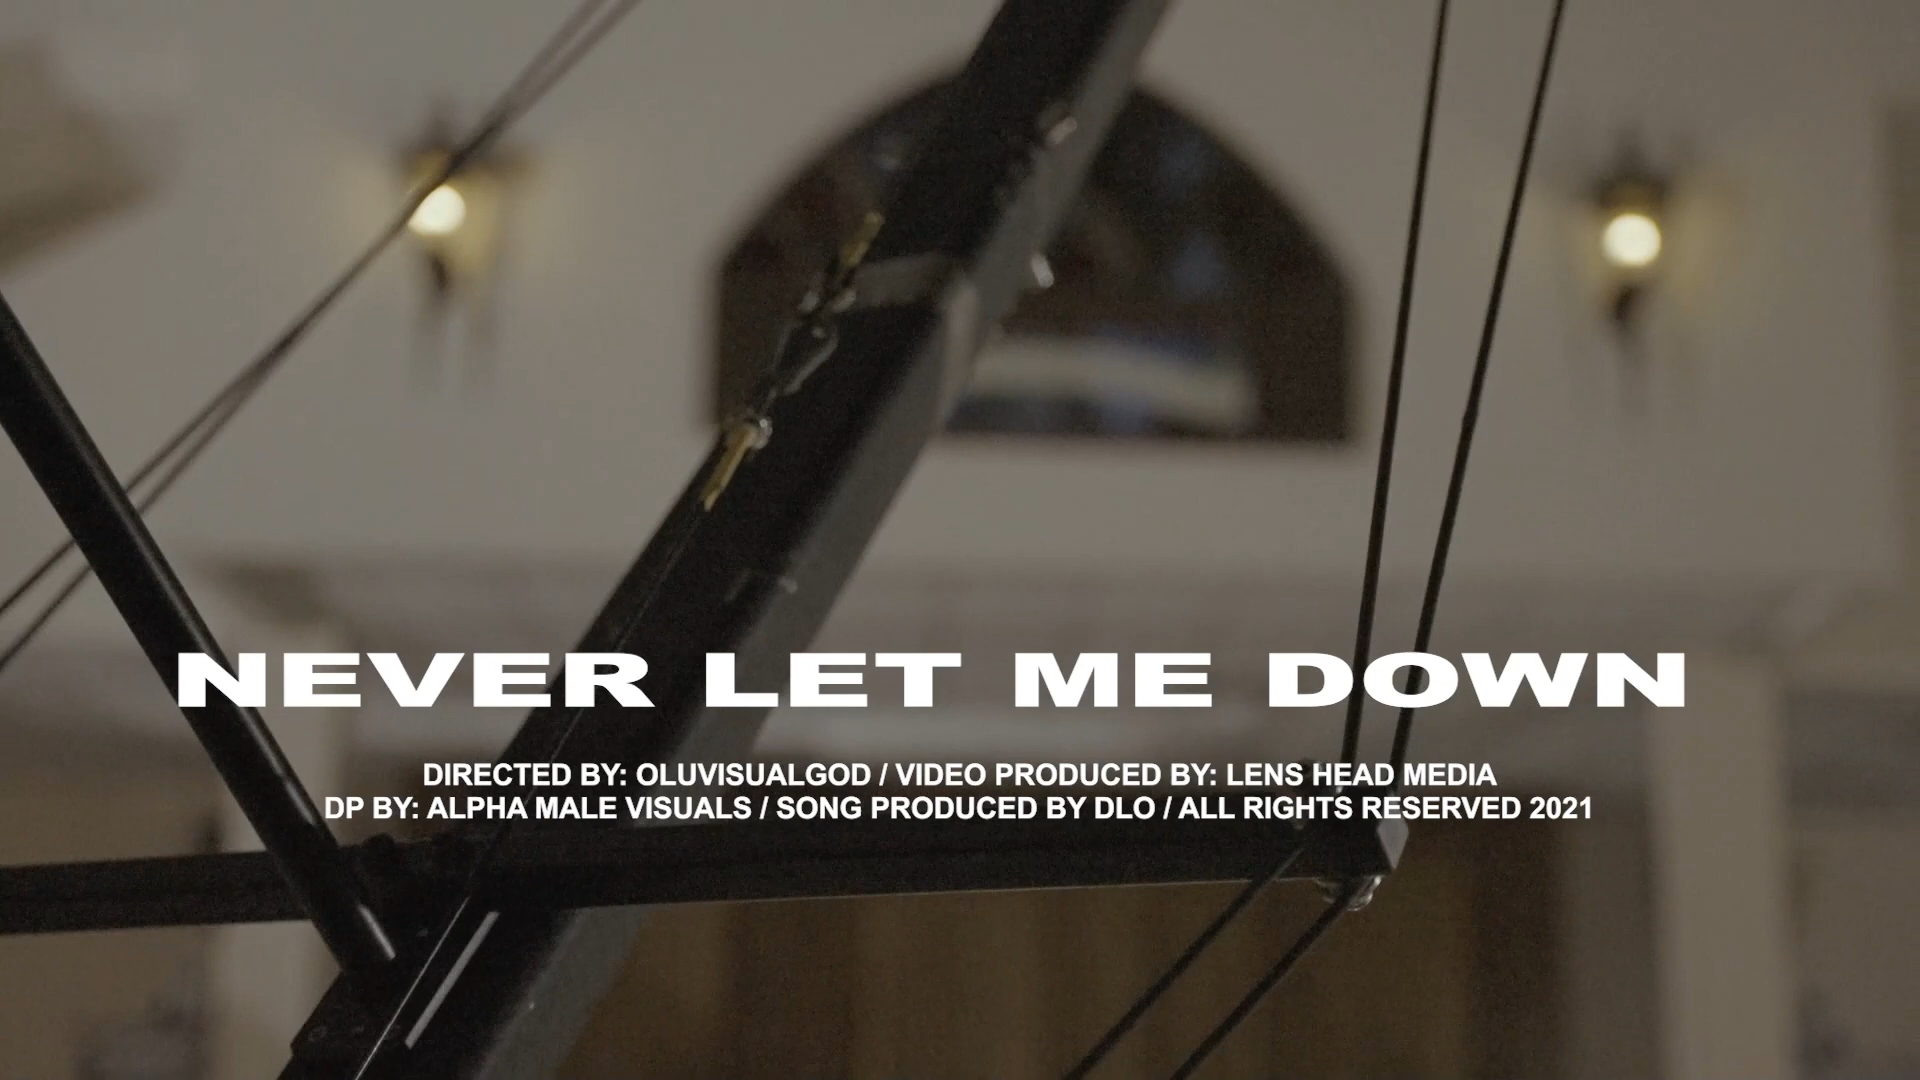 NEVER LET ME DOWN
DIRECTED BY: OLUVISUALGOD / VIDEO PRODUCED BY: LENS HEAD MEDIA
DP BY: ALPHA MALE VISUALS / SONG PRODUCED BY DLO / ALL RIGHTS RESERVED 2021